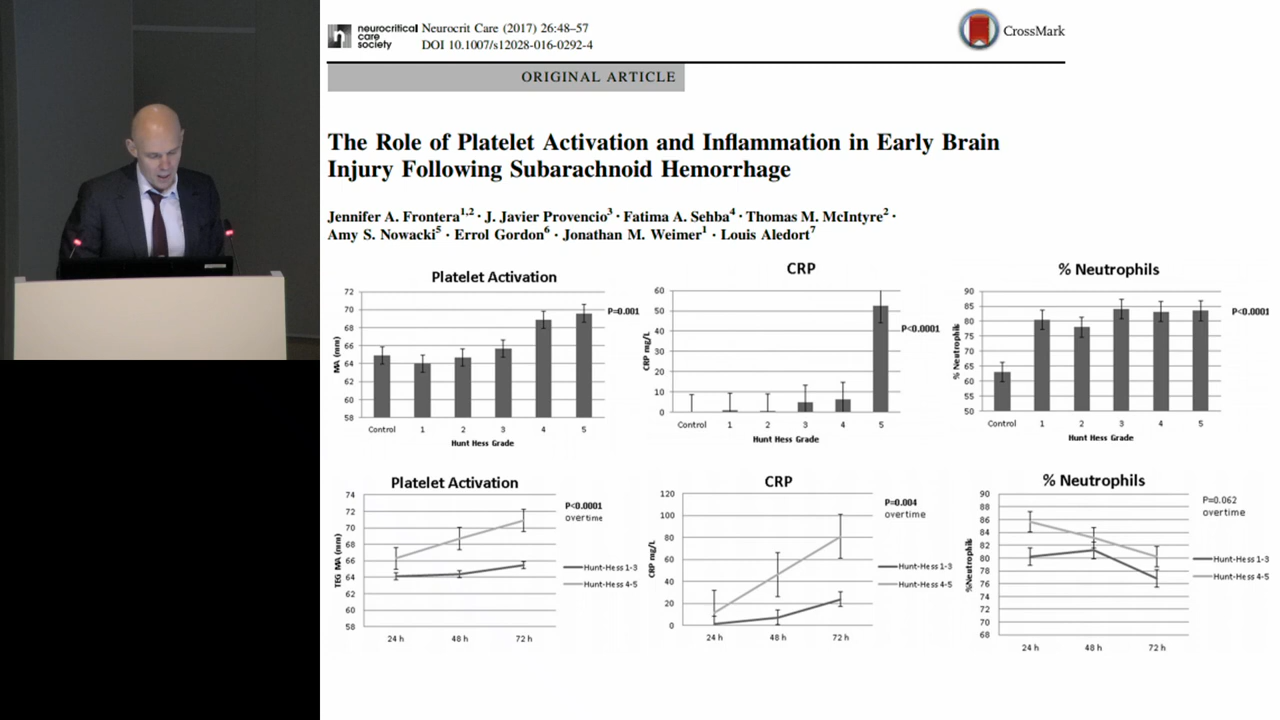 neurocritical
care
society
n
Neurocrit Care (2017) 26:48–57
DOI 10.1007/s12028-016-0292-4
CrossMark
ORIGINAL ARTICLE
The Role of Platelet Activation and Inflammation in Early Brain
Injury Following Subarachnoid Hemorrhage
Jennifer A. Frontera1,2 · J. Javier Provencio3 · Fatima A. Sehba4 · Thomas M. McIntyre2 ·
Amy S. Nowacki5 · Errol Gordon6 · Jonathan M. Weimer1 · Louis Aledort7
Platelet Activation
72
70
68
66
64
62
60
58
MA (mm)
P=0.001
Control 1 2 3 4 5
Hunt Hess Grade
CRP
60
50
40
30
20
10
0
CRP mg/L
P<0.0001
Control 1 2 3 4 5
Hunt Hess Grade
% Neutrophils
90
85
80
75
70
65
60
55
50
% Neutrophils
P<0.0001
Control 1 2 3 4 5
Hunt Hess Grade
Platelet Activation
74
72
70
68
66
64
62
60
58
TEG MA (mm)
P<0.0001
overtime
Hunt-Hess 1-3
Hunt-Hess 4-5
24 h 48 h 72 h
CRP
120
100
80
60
40
20
0
CRP mg/L
P=0.004
overtime
Hunt-Hess 1-3
Hunt-Hess 4-5
24 h 48 h 72 h
% Neutrophils
90
88
86
84
82
80
78
76
74
72
70
68
%Neutrophils
P=0.062
overtime
Hunt-Hess 1-3
Hunt-Hess 4-5
24 h 48 h 72 h